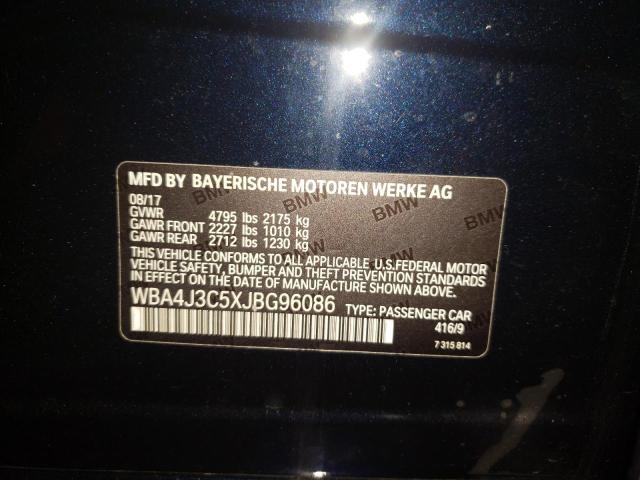 MFD BY BAYERISCHE MOTOREN WERKE AG
08/17
GVWR 4795 lbs 2175 kg
GAWR FRONT 2227 lbs 1010 kg
GAWR REAR 2712 lbs 1230 kg
THIS VEHICLE CONFORMS TO ALL APPLICABLE U.S. FEDERAL MOTOR
VEHICLE SAFETY, BUMPER, AND THEFT PREVENTION STANDARDS
IN EFFECT ON THE DATE OF MANUFACTURE SHOWN ABOVE.
WBA4J3C5XJBG96086 TYPE: PASSENGER CAR
416/9
7 315 814